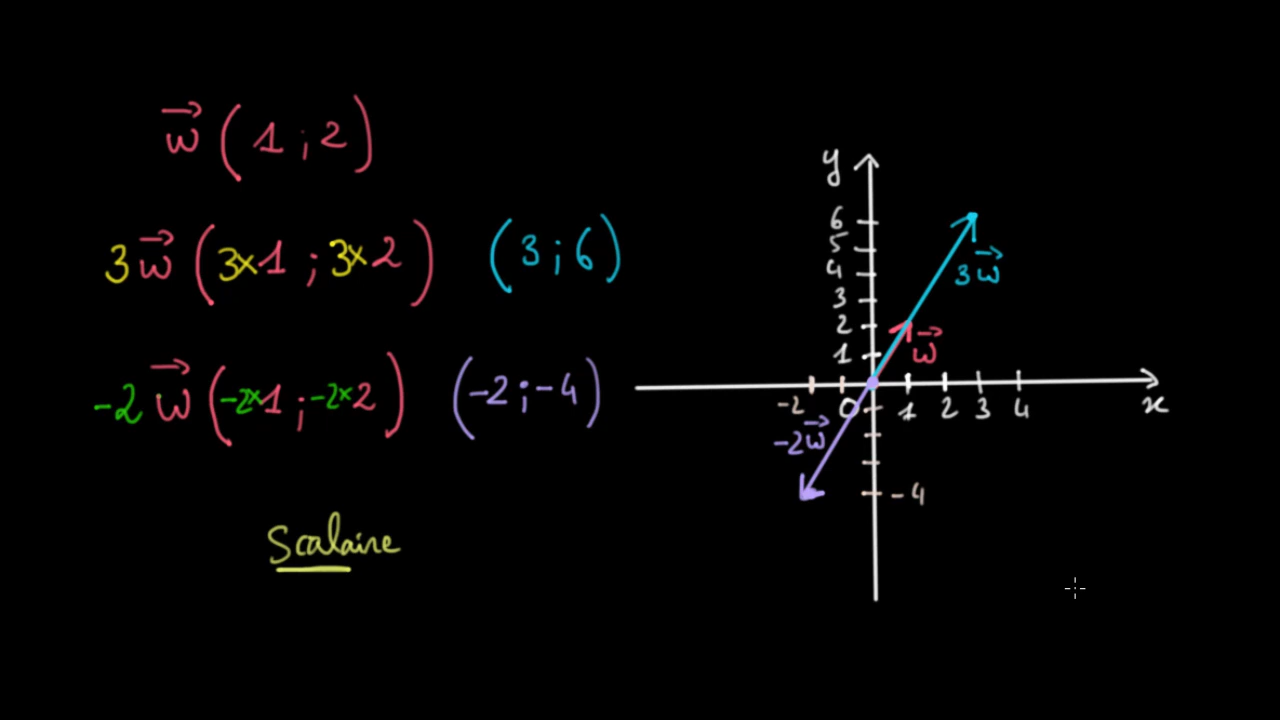 w⃗ (1 ; 2)
3w⃗ (3×1 ; 3×2) (3 ; 6)
-2w⃗ (-2×1 ; -2×2) (-2 ; -4)
Scalaire
y
6
5
4
3
2
1
3w⃗
w⃗
-2 0 1 2 3 4 x
-2w⃗
-4